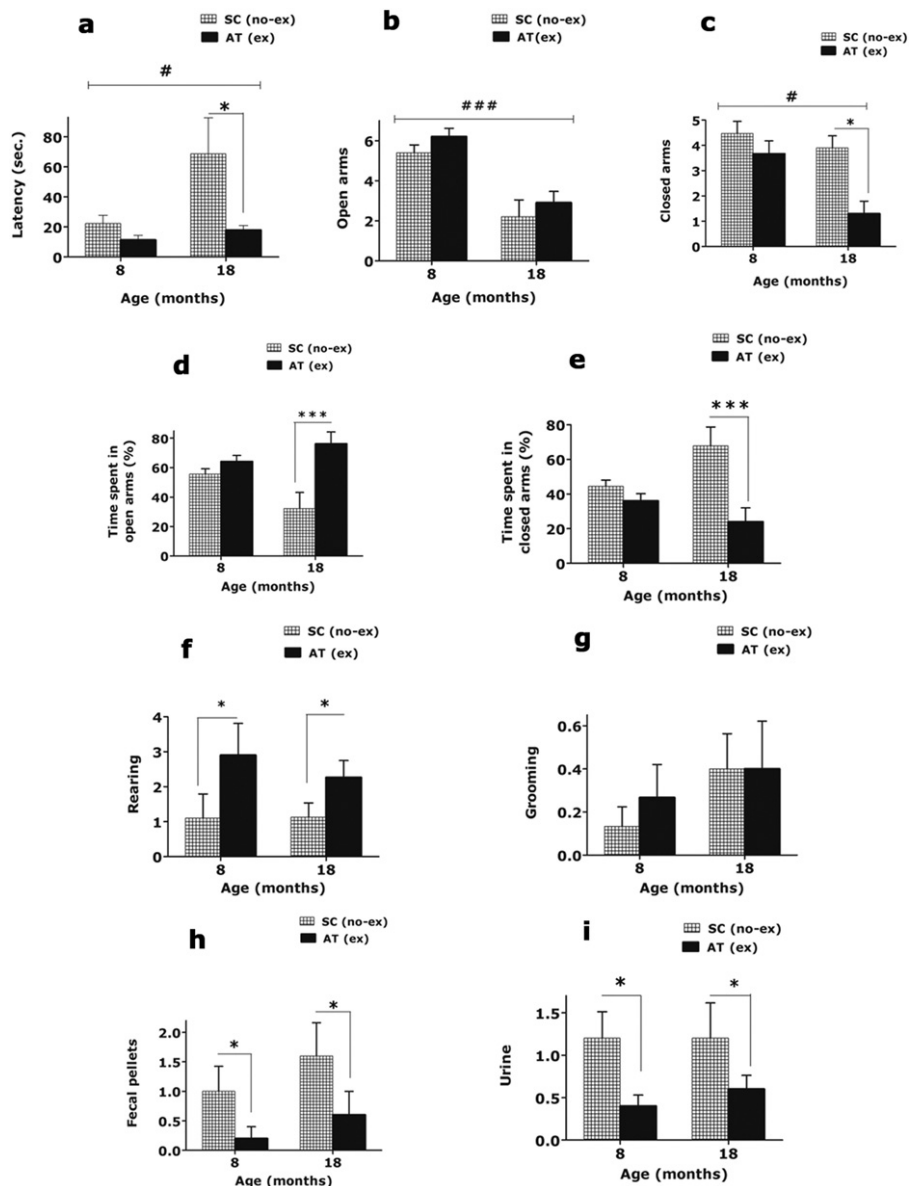 a
SC (no-ex)
AT (ex)
#
*
Latency (sec.)
80
60
40
20
0
8
18
Age (months)
b
SC (no-ex)
AT(ex)
###
Open arms
6
4
2
0
8
18
Age (months)
c
SC (no-ex)
AT (ex)
#
*
Closed arms
5
4
3
2
1
0
8
18
Age (months)
d
SC (no-ex)
AT (ex)
***
Time spent in
open arms (%)
80
60
40
20
0
8
18
Age (months)
e
SC (no-ex)
AT (ex)
***
Time spent in
closed arms (%)
80
60
40
20
0
8
18
Age (months)
f
SC (no-ex)
AT (ex)
*
*
Rearing
4
3
2
1
0
8
18
Age (months)
g
SC (no-ex)
AT (ex)
Grooming
0.6
0.4
0.2
0.0
8
18
Age (months)
h
SC (no-ex)
AT (ex)
*
*
Fecal pellets
2.0
1.5
1.0
0.5
0.0
8
18
Age (months)
i
SC (no-ex)
AT (ex)
*
*
Urine
1.5
1.0
0.5
0.0
8
18
Age (months)